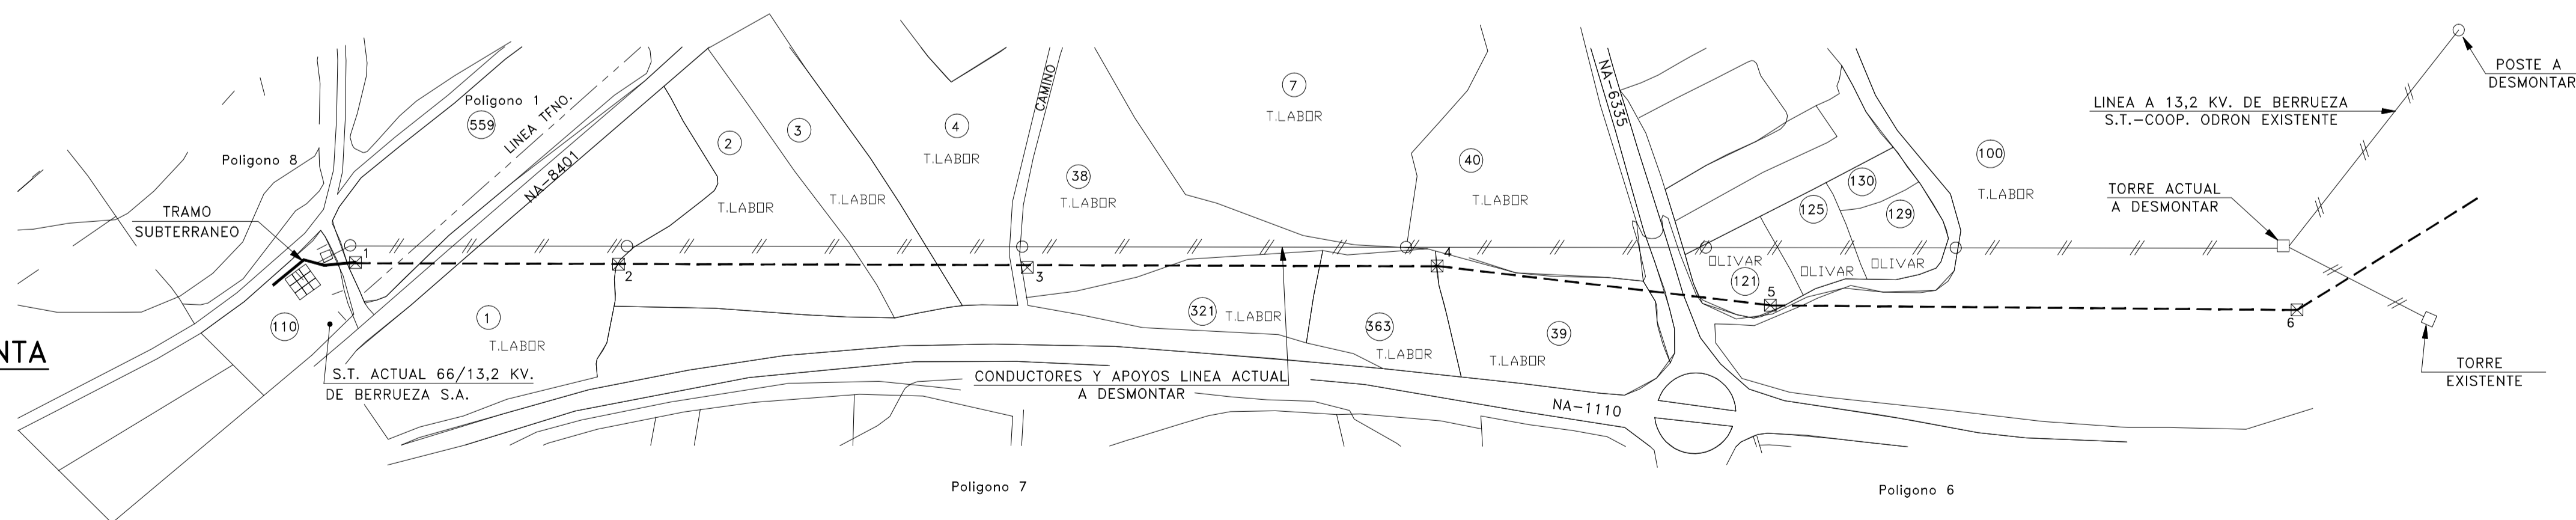 POSTE A
DESMONTAR
LINEA A 13,2 KV. DE BERRUEZA
S.T.-COOP. ODRON EXISTENTE
TORRE ACTUAL
A DESMONTAR
TORRE
EXISTENTE
Poligono 1
559
LINEA TFNO.
NA-8401
Poligono 8
TRAMO
SUBTERRANEO
110
S.T. ACTUAL 66/13,2 KV.
DE BERRUEZA S.A.
1
T.LABOR
2
T.LABOR
3
T.LABOR
4
T.LABOR
CAMINO
38
T.LABOR
7
T.LABOR
40
T.LABOR
NA-6335
130
125
129
100
T.LABOR
OLIVAR
121
OLIVAR
OLIVAR
321
T.LABOR
363
T.LABOR
39
T.LABOR
1
2
3
4
5
6
CONDUCTORES Y APOYOS LINEA ACTUAL
A DESMONTAR
NA-1110
Poligono 7
Poligono 6
NTA